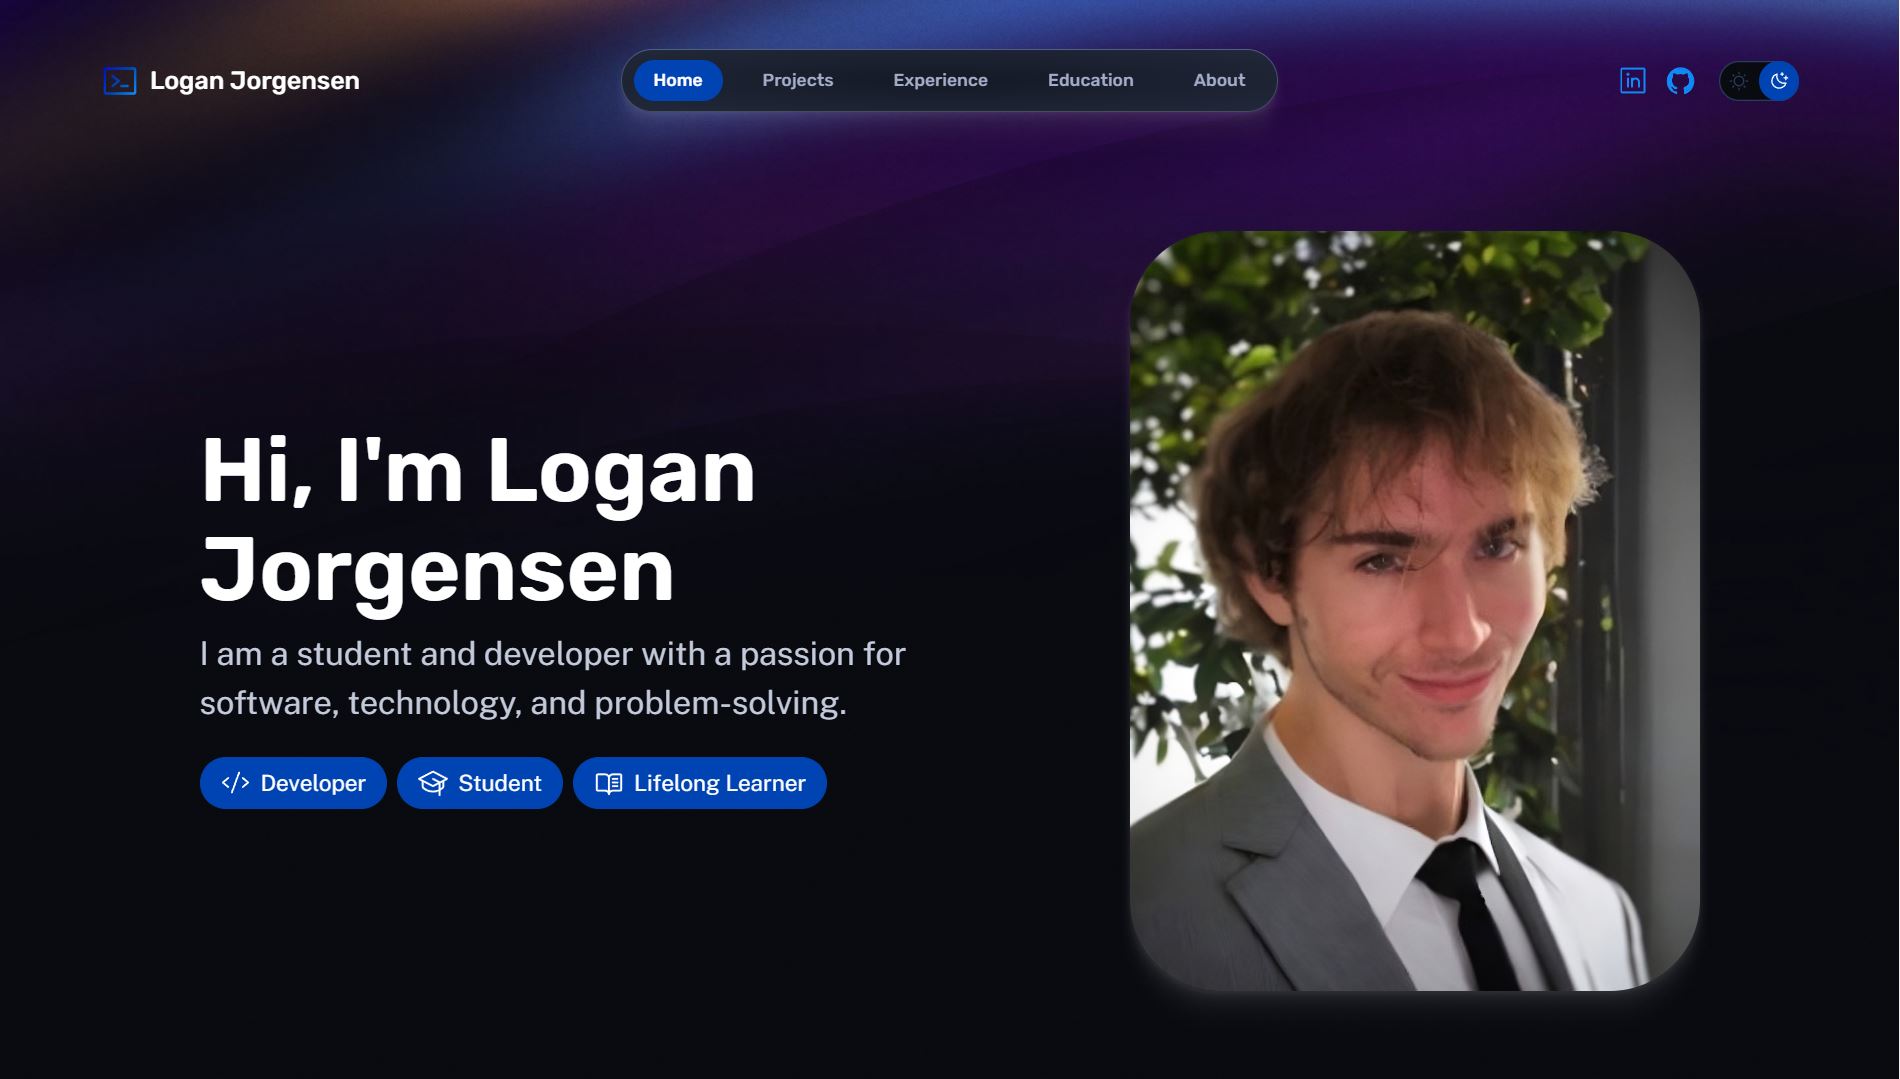 Logan Jorgensen
Home Projects Experience Education About
Hi, I'm Logan
Jorgensen
I am a student and developer with a passion for
software, technology, and problem-solving.
Developer Student Lifelong Learner